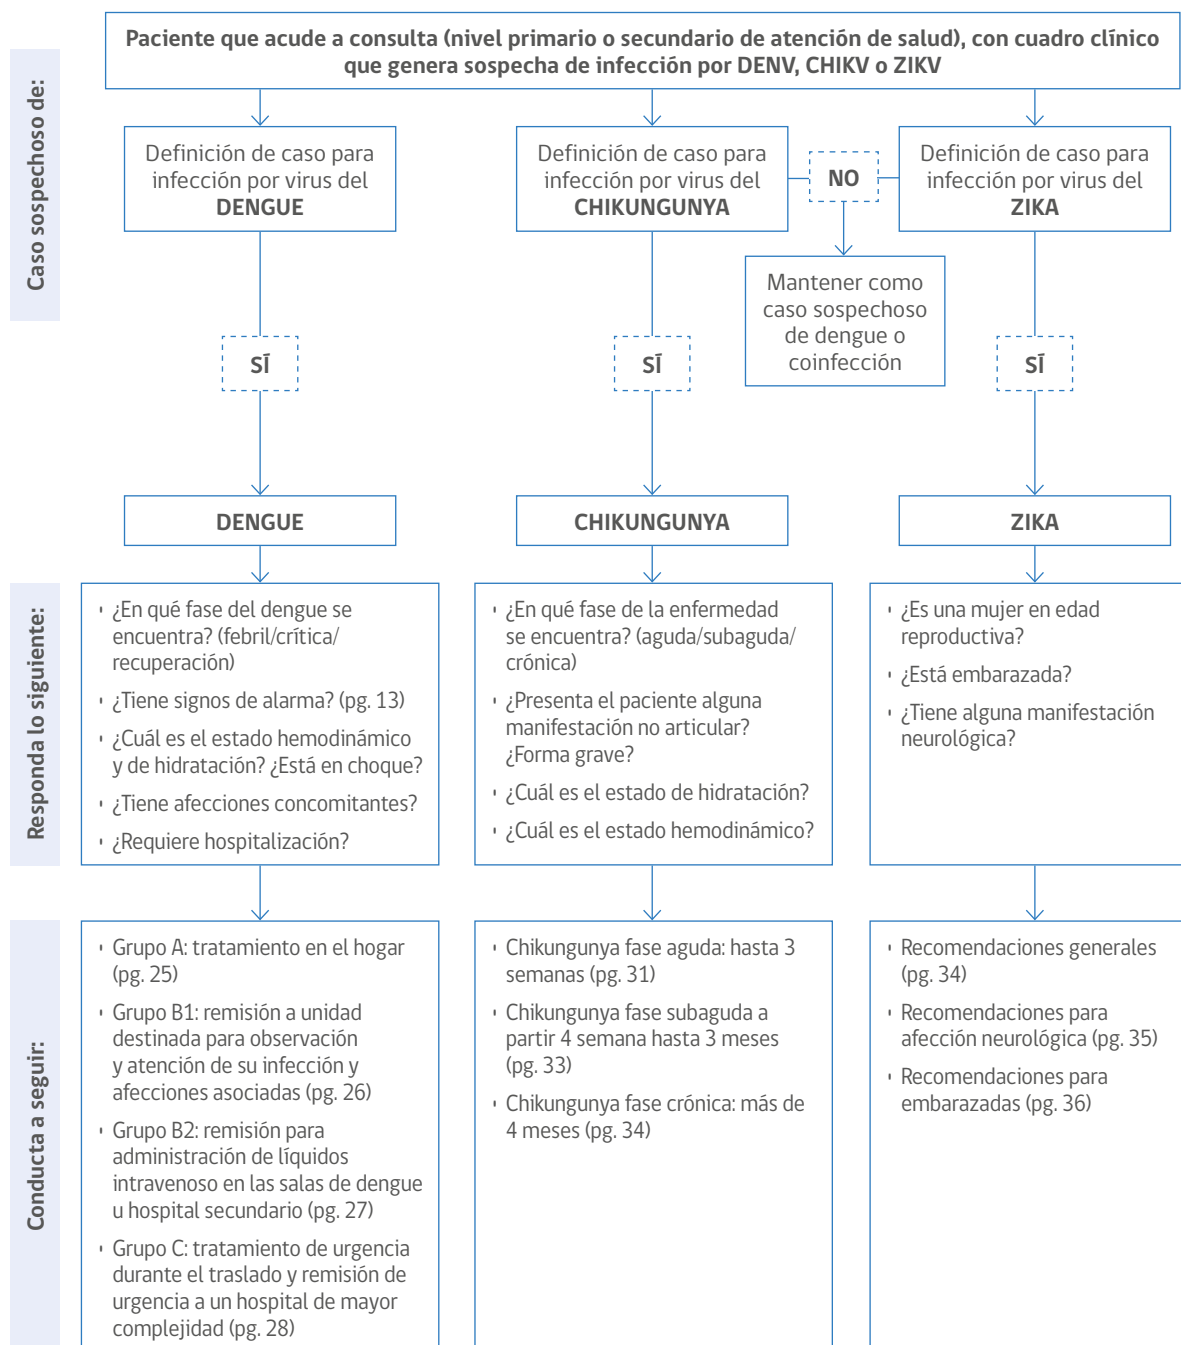 Paciente que acude a consulta (nivel primario o secundario de atención de salud), con cuadro clínico
que genera sospecha de infección por DENV, CHIKV o ZIKV
Caso sospechoso de:
Definición de caso para
infección por virus del
DENGUE
Definición de caso para
infección por virus del
CHIKUNGUNYA
NO
Definición de caso para
infección por virus del
ZIKA
Mantener como
caso sospechoso
de dengue o
coinfección
SÍ
SÍ
SÍ
DENGUE
CHIKUNGUNYA
ZIKA
Responda lo siguiente:
¿En qué fase del dengue se
encuentra? (febril/crítica/
recuperación)
¿Tiene signos de alarma? (pg. 13)
¿Cuál es el estado hemodinámico
y de hidratación? ¿Está en choque?
¿Tiene afecciones concomitantes?
¿Requiere hospitalización?
¿En qué fase de la enfermedad
se encuentra? (aguda/subaguda/
crónica)
¿Presenta el paciente alguna
manifestación no articular?
¿Forma grave?
¿Cuál es el estado de hidratación?
¿Cuál es el estado hemodinámico?
¿Es una mujer en edad
reproductiva?
¿Está embarazada?
¿Tiene alguna manifestación
neurológica?
Conducta a seguir:
Grupo A: tratamiento en el hogar
(pg. 25)
Grupo B1: remisión a unidad
destinada para observación
y atención de su infección y
afecciones asociadas (pg. 26)
Grupo B2: remisión para
administración de líquidos
intravenoso en las salas de dengue
u hospital secundario (pg. 27)
Grupo C: tratamiento de urgencia
durante el traslado y remisión de
urgencia a un hospital de mayor
complejidad (pg. 28)
Chikungunya fase aguda: hasta 3
semanas (pg. 31)
Chikungunya fase subaguda a
partir 4 semana hasta 3 meses
(pg. 33)
Chikungunya fase crónica: más de
4 meses (pg. 34)
Recomendaciones generales
(pg. 34)
Recomendaciones para
afección neurológica (pg. 35)
Recomendaciones para
embarazadas (pg. 36)